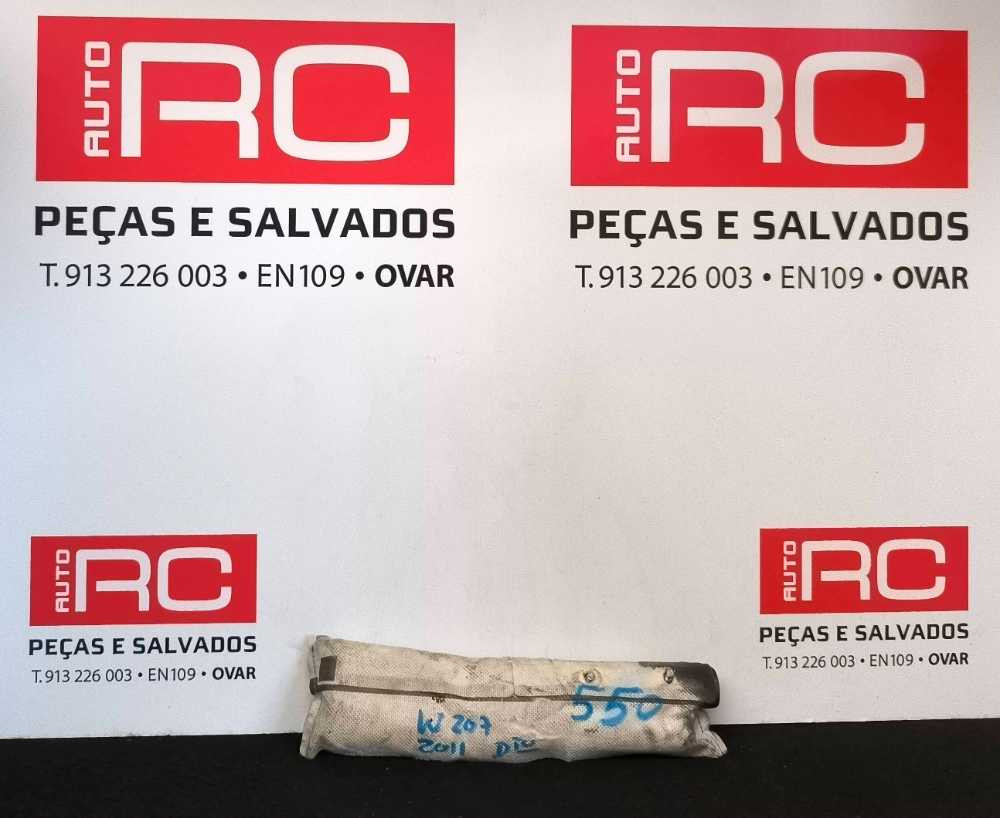 AUTO RC
PEÇAS E SALVADOS
T. 913 226 003 • EN109 • OVAR
AUTO RC
PEÇAS E SALVADOS
T. 913 226 003 • EN109 • OVAR
AUTO RC
PEÇAS E SALVADOS
T. 913 226 003 • EN109 • OVAR
AUTO RC
PEÇAS E SALVADOS
T. 913 226 003 • EN109 • OVAR
550
W 207
2011